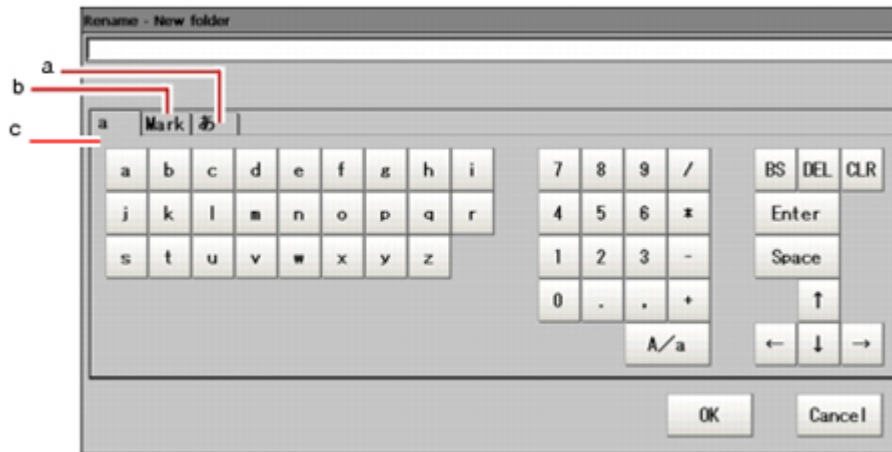 Rename - New folder
a
b
c
a Mark あ
a b c d e f g h i 7 8 9 / BS DEL CLR
j k l m n o p q r 4 5 6 * Enter
s t u v w x y z 1 2 3 - Space
0 . , + ↑
A/a ← ↓ →
OK Cancel